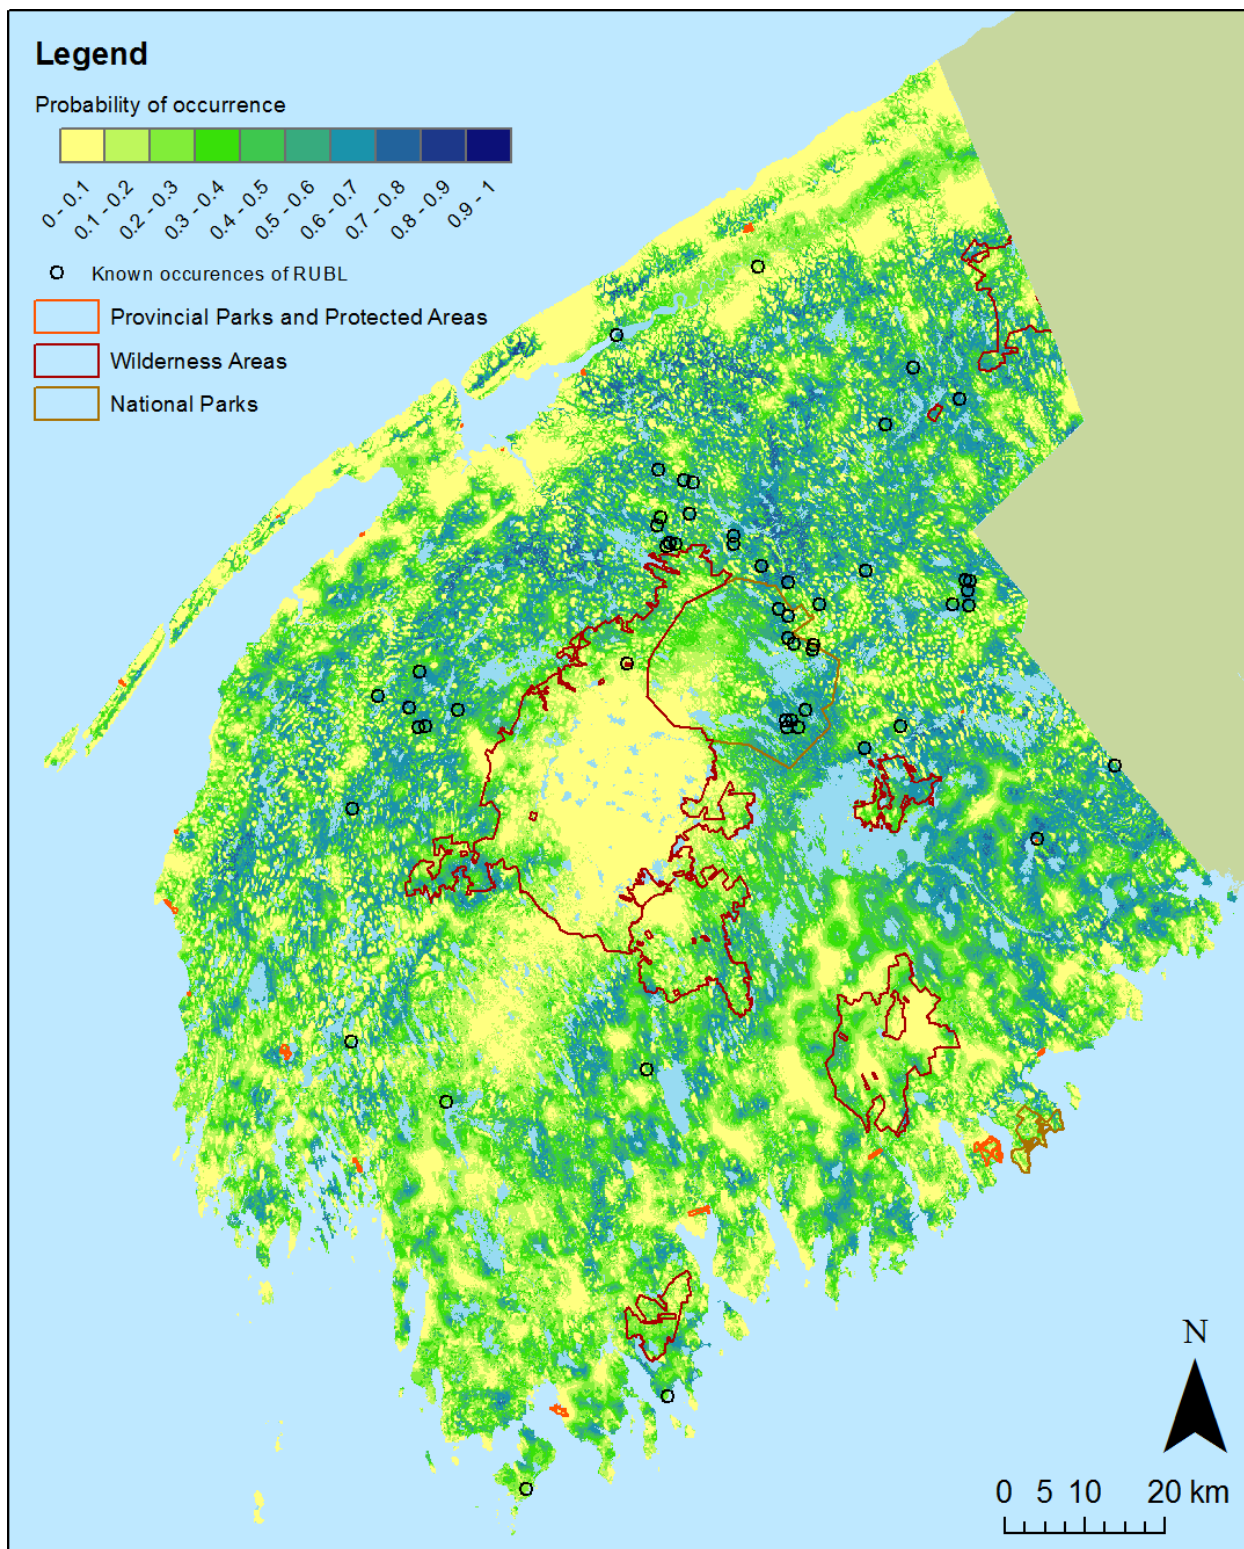 Legend
Probability of occurrence
0 - 0.1
0.1 - 0.2
0.2 - 0.3
0.3 - 0.4
0.4 - 0.5
0.5 - 0.6
0.6 - 0.7
0.7 - 0.8
0.8 - 0.9
0.9 - 1
Known occurences of RUBL
Provincial Parks and Protected Areas
Wilderness Areas
National Parks
N
0 5 10 20 km